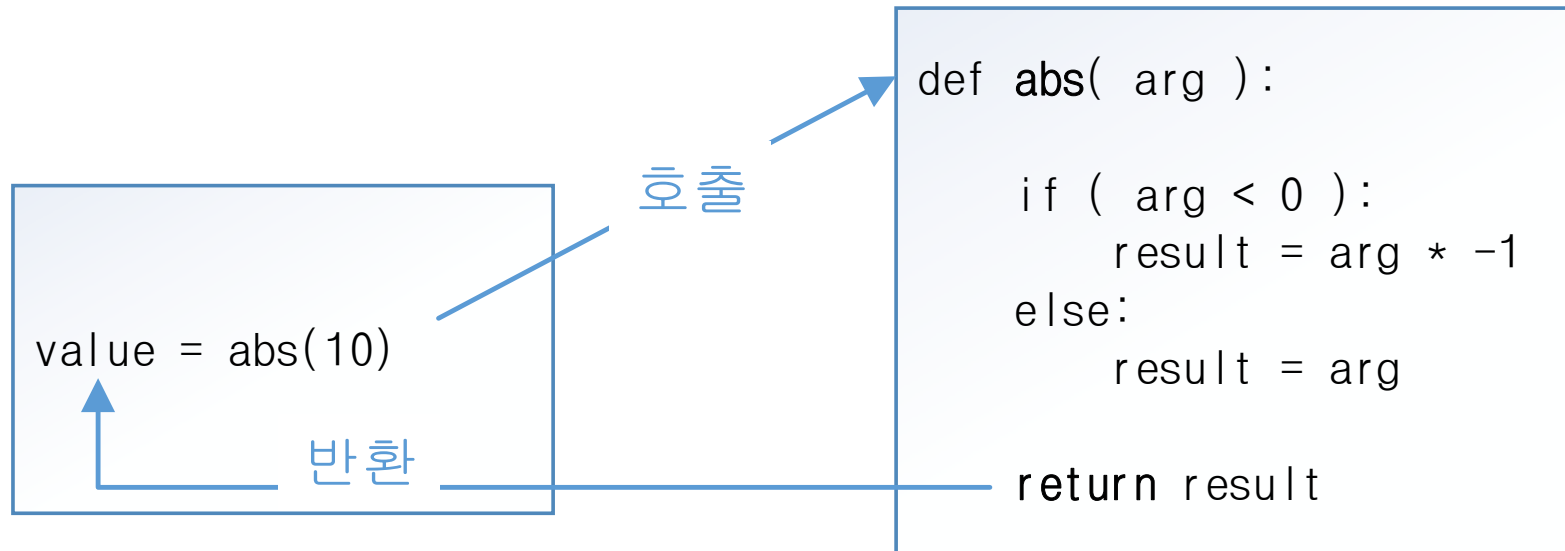 value = abs(10)
호출
반환
def abs( arg ):
if ( arg < 0 ):
result = arg * -1
else:
result = arg
return result